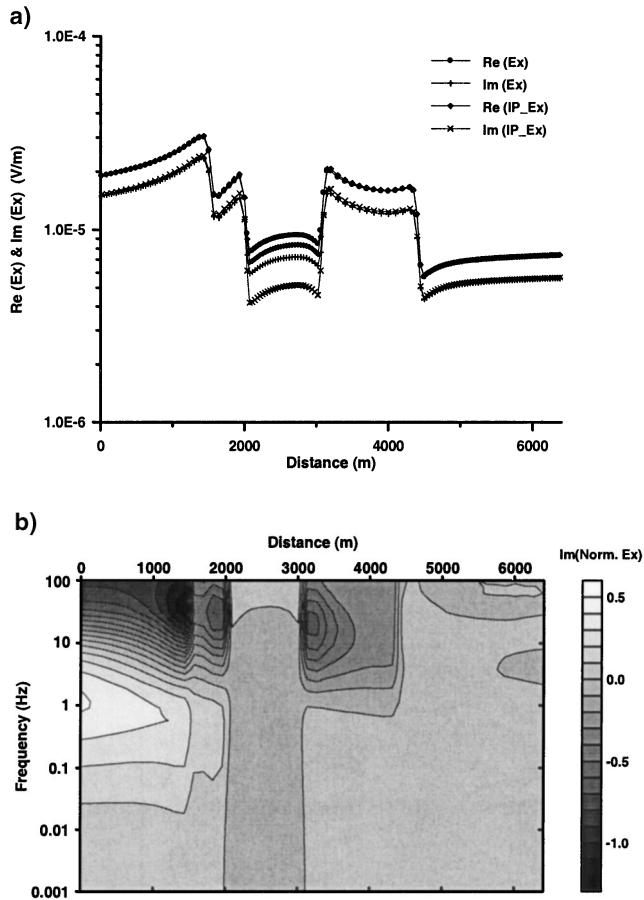 a)
1.0E-4
Re (Ex)
Im (Ex)
Re (IP_Ex)
Im (IP_Ex)
Re (Ex) & Im (Ex) (V/m)
1.0E-5
1.0E-6
0 2000 4000 6000
Distance (m)
b)
Distance (m)
Im(Norm. Ex)
0 1000 2000 3000 4000 5000 6000
100
10
1
0.1
0.01
0.001
Frequency (Hz)
0.5
0.0
-0.5
-1.0